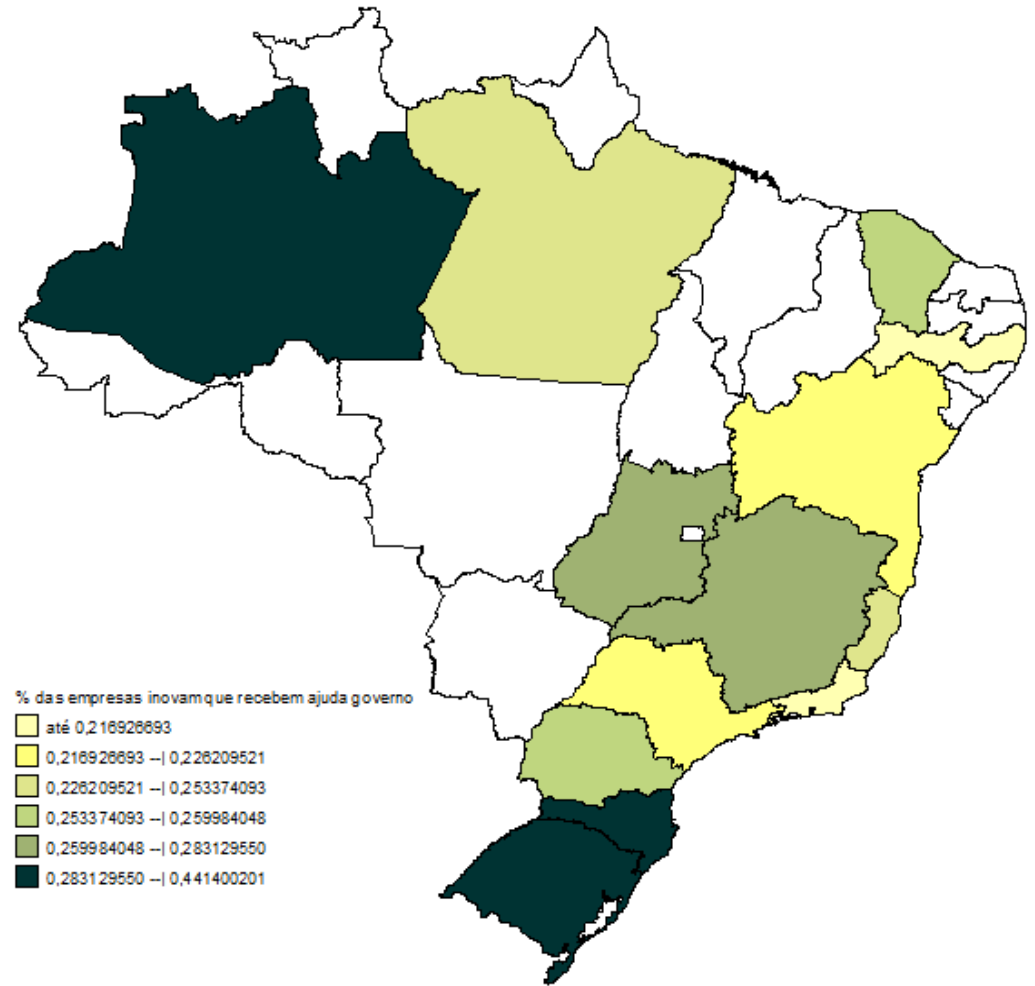 % das empresas inovam que recebem ajuda governo
até 0,216926693
0,216926693 --| 0,226209521
0,226209521 --| 0,253374093
0,253374093 --| 0,259984048
0,259984048 --| 0,283129550
0,283129550 --| 0,441400201